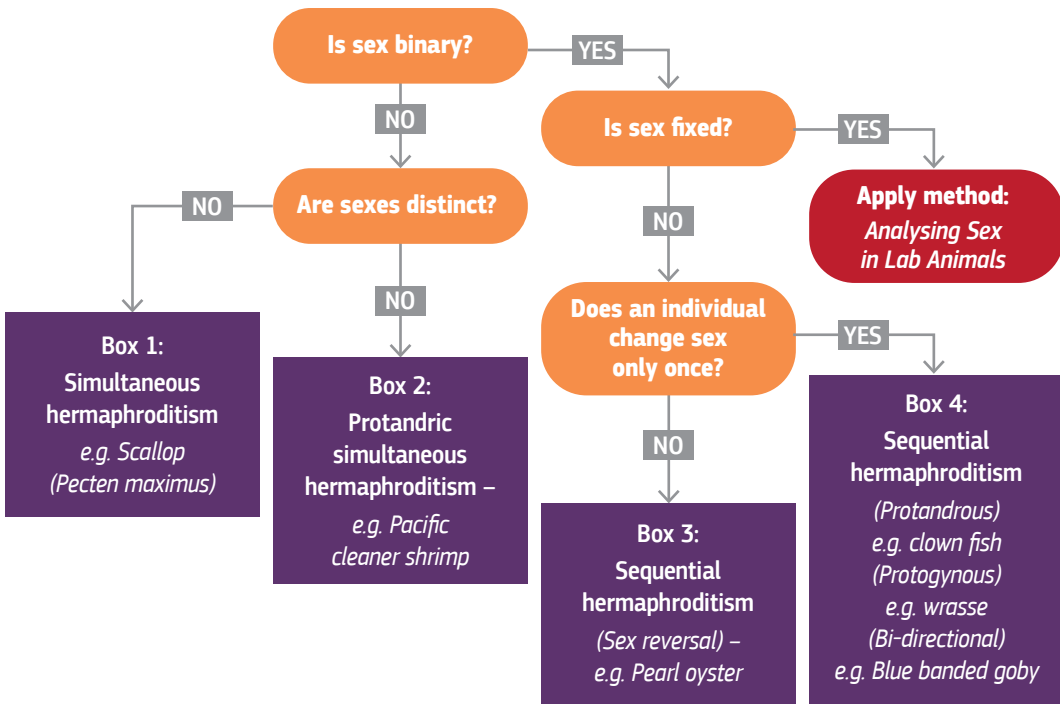 Is sex binary?
YES
NO
Is sex fixed?
YES
Apply method:
Analysing Sex
in Lab Animals
NO
Are sexes distinct?
NO
NO
Does an individual
change sex
only once?
YES
NO
Box 1:
Simultaneous
hermaphroditism
e.g. Scallop
(Pecten maximus)
Box 2:
Protandric
simultaneous
hermaphroditism –
e.g. Pacific
cleaner shrimp
Box 3:
Sequential
hermaphroditism
(Sex reversal) –
e.g. Pearl oyster
Box 4:
Sequential
hermaphroditism
(Protandrous)
e.g. clown fish
(Protogynous)
e.g. wrasse
(Bi-directional)
e.g. Blue banded goby